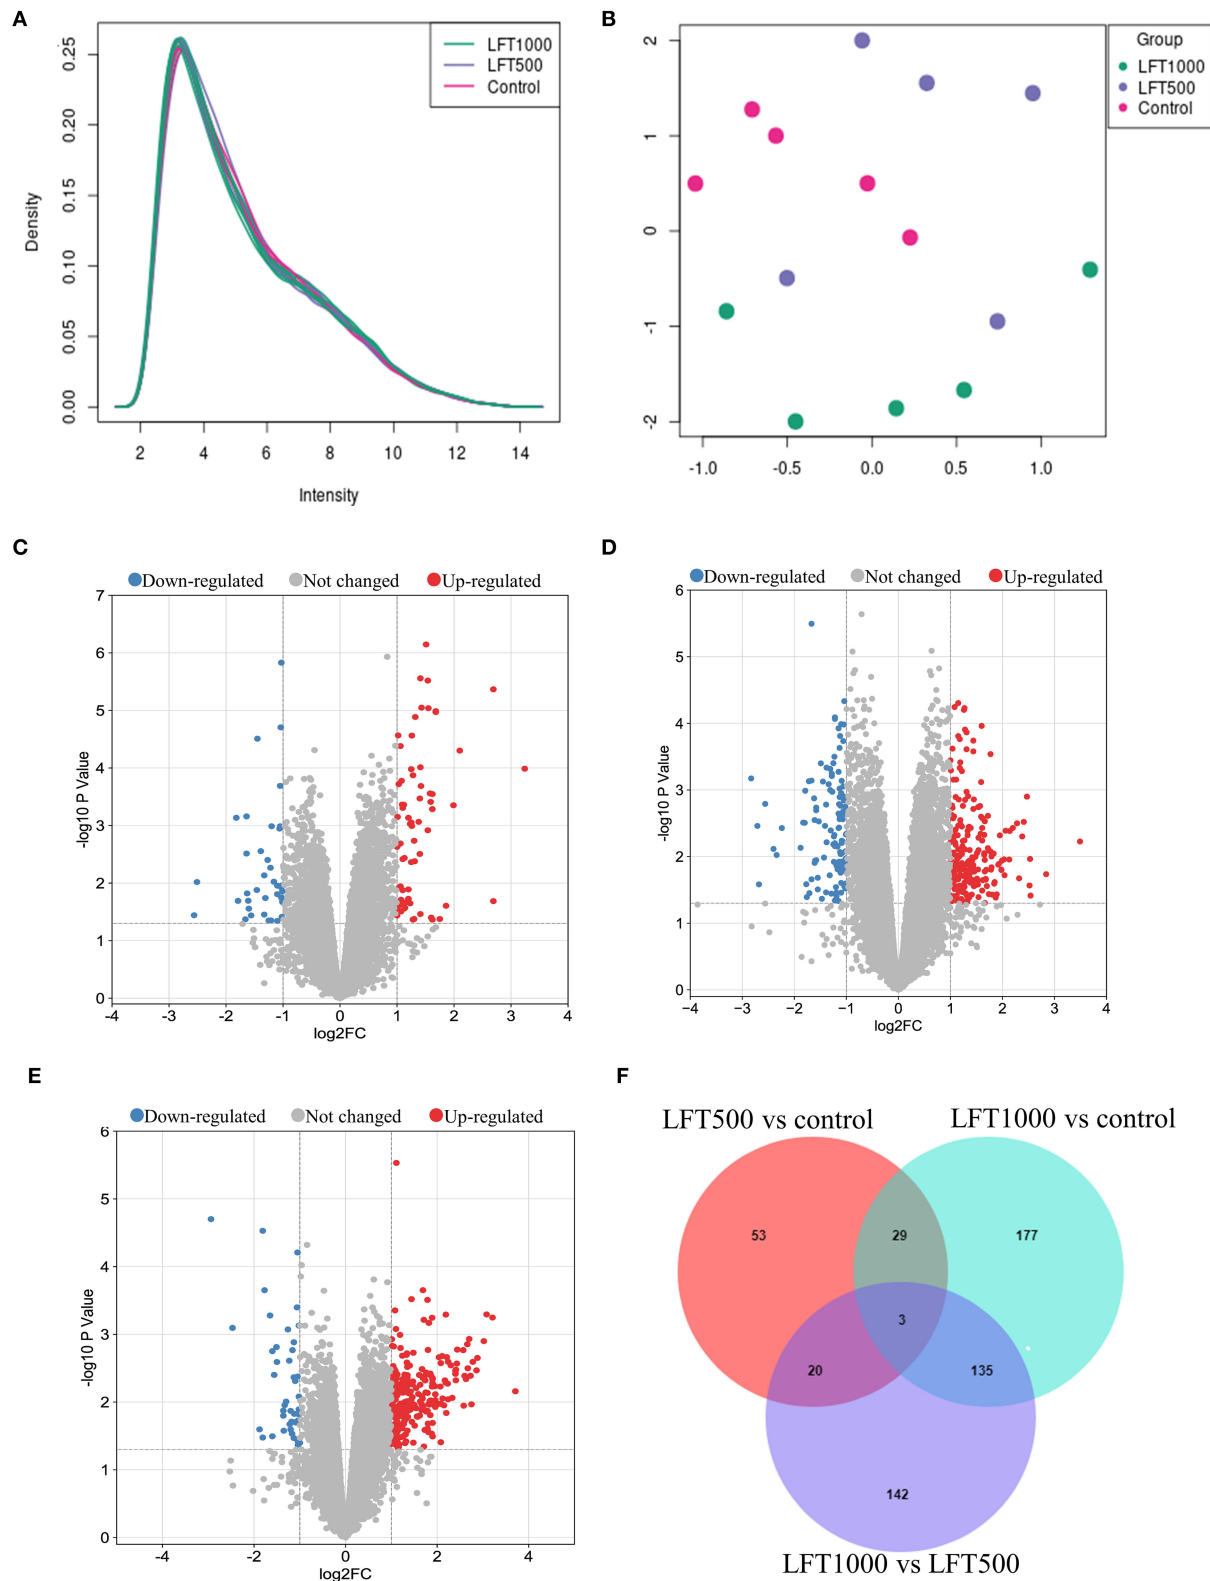 A
LFT1000
LFT500
Control
0.25
0.20
0.15
0.10
0.05
0.00
Density
2 4 6 8 10 12 14
Intensity
B
Group
LFT1000
LFT500
Control
2
1
0
-1
-2
-1.0 -0.5 0.0 0.5 1.0
C
Down-regulated Not changed Up-regulated
7
6
5
4
3
2
1
0
-log10 P Value
-4 -3 -2 -1 0 1 2 3 4
log2FC
D
Down-regulated Not changed Up-regulated
6
5
4
3
2
1
0
-log10 P Value
−4 −3 −2 −1 0 1 2 3 4
log2FC
E
Down-regulated Not changed Up-regulated
6
5
4
3
2
1
0
-log10 P Value
-4 -2 0 2 4
log2FC
F
LFT500 vs control LFT1000 vs control
53 29 177
3
20 135
142
LFT1000 vs LFT500